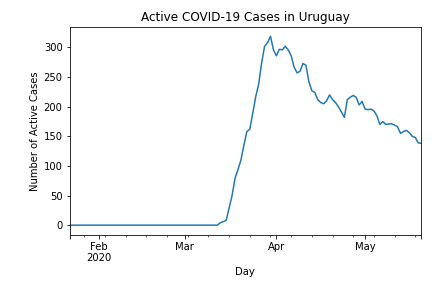 Active COVID-19 Cases in Uruguay
Number of Active Cases
300
250
200
150
100
50
0
Feb
2020
Mar
Apr
May
Day